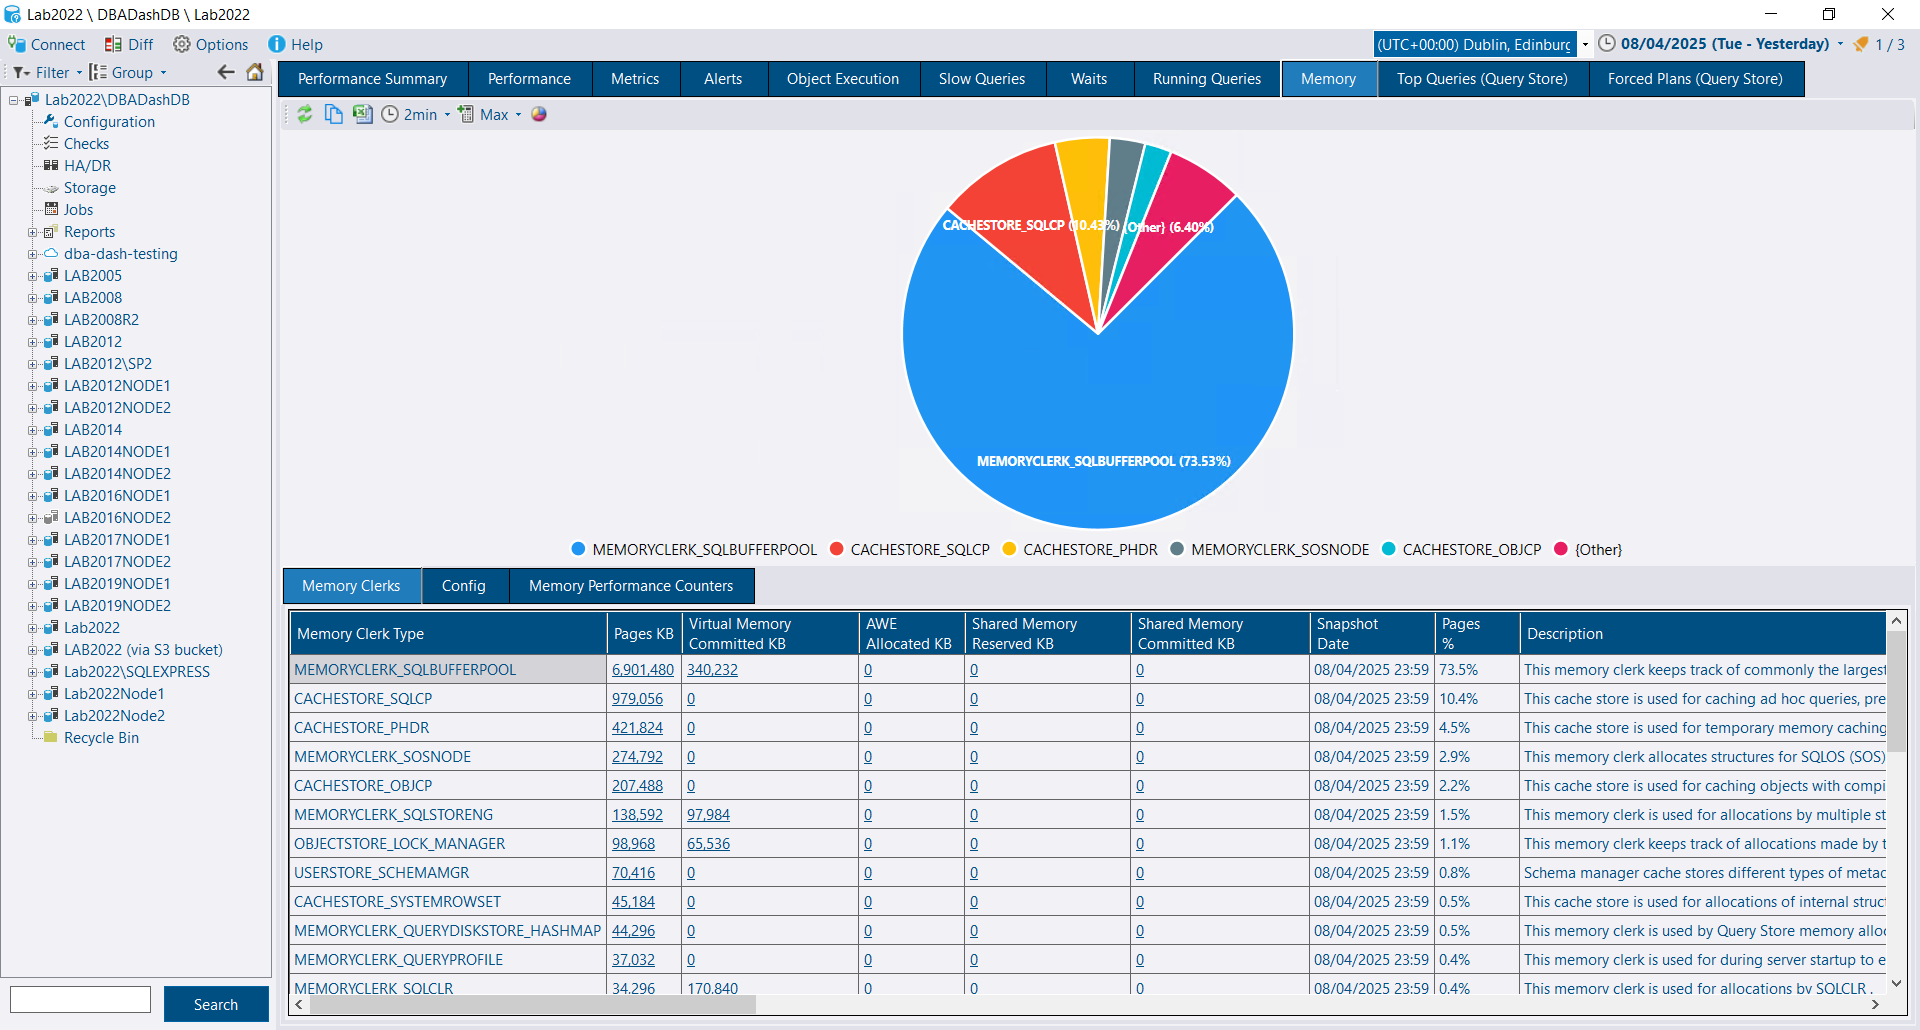 Lab2022 \ DBADashDB \ Lab2022
Connect Diff Options Help
(UTC+00:00) Dublin, Edinburg 08/04/2025 (Tue - Yesterday) 1 / 3
Filter Group
Performance Summary Performance Metrics Alerts Object Execution Slow Queries Waits Running Queries Memory Top Queries (Query Store) Forced Plans (Query Store)
2min Max
Lab2022\DBADashDB
Configuration
Checks
HA/DR
Storage
Jobs
Reports
dba-dash-testing
LAB2005
LAB2008
LAB2008R2
LAB2012
LAB2012\SP2
LAB2012NODE1
LAB2012NODE2
LAB2014
LAB2014NODE1
LAB2014NODE2
LAB2016NODE1
LAB2016NODE2
LAB2017NODE1
LAB2017NODE2
LAB2019NODE1
LAB2019NODE2
Lab2022
LAB2022 (via S3 bucket)
Lab2022\SQLEXPRESS
Lab2022Node1
Lab2022Node2
Recycle Bin
Search
CACHESTORE_SQLCP (10.43%) {Other} (6.40%)
MEMORYCLERK_SQLBUFFERPOOL (73.53%)
MEMORYCLERK_SQLBUFFERPOOL CACHESTORE_SQLCP CACHESTORE_PHDR MEMORYCLERK_SOSNODE CACHESTORE_OBJCP {Other}
Memory Clerks Config Memory Performance Counters
Memory Clerk Type Pages KB Virtual Memory Committed KB AWE Allocated KB Shared Memory Reserved KB Shared Memory Committed KB Snapshot Date Pages % Description
MEMORYCLERK_SQLBUFFERPOOL 6,901,480 340,232 0 0 0 08/04/2025 23:59 73.5% This memory clerk keeps track of commonly the largest
CACHESTORE_SQLCP 979,056 0 0 0 0 08/04/2025 23:59 10.4% This cache store is used for caching ad hoc queries, pre
CACHESTORE_PHDR 421,824 0 0 0 0 08/04/2025 23:59 4.5% This cache store is used for temporary memory caching
MEMORYCLERK_SOSNODE 274,792 0 0 0 0 08/04/2025 23:59 2.9% This memory clerk allocates structures for SQLOS (SOS)
CACHESTORE_OBJCP 207,488 0 0 0 0 08/04/2025 23:59 2.2% This cache store is used for caching objects with compi
MEMORYCLERK_SQLSTORENG 138,592 97,984 0 0 0 08/04/2025 23:59 1.5% This memory clerk is used for allocations by multiple st
OBJECTSTORE_LOCK_MANAGER 98,968 65,536 0 0 0 08/04/2025 23:59 1.1% This memory clerk keeps track of allocations made by t
USERSTORE_SCHEMAMGR 70,416 0 0 0 0 08/04/2025 23:59 0.8% Schema manager cache stores different types of metac
CACHESTORE_SYSTEMROWSET 45,184 0 0 0 0 08/04/2025 23:59 0.5% This cache store is used for allocations of internal struct
MEMORYCLERK_QUERYDISKSTORE_HASHMAP 44,296 0 0 0 0 08/04/2025 23:59 0.5% This memory clerk is used by Query Store memory alloc
MEMORYCLERK_QUERYPROFILE 37,032 0 0 0 0 08/04/2025 23:59 0.4% This memory clerk is used for during server startup to e
MEMORYCLERK_SQLCLR 34,296 170,840 0 0 0 08/04/2025 23:59 0.4% This memory clerk is used for allocations by SQLCLR .